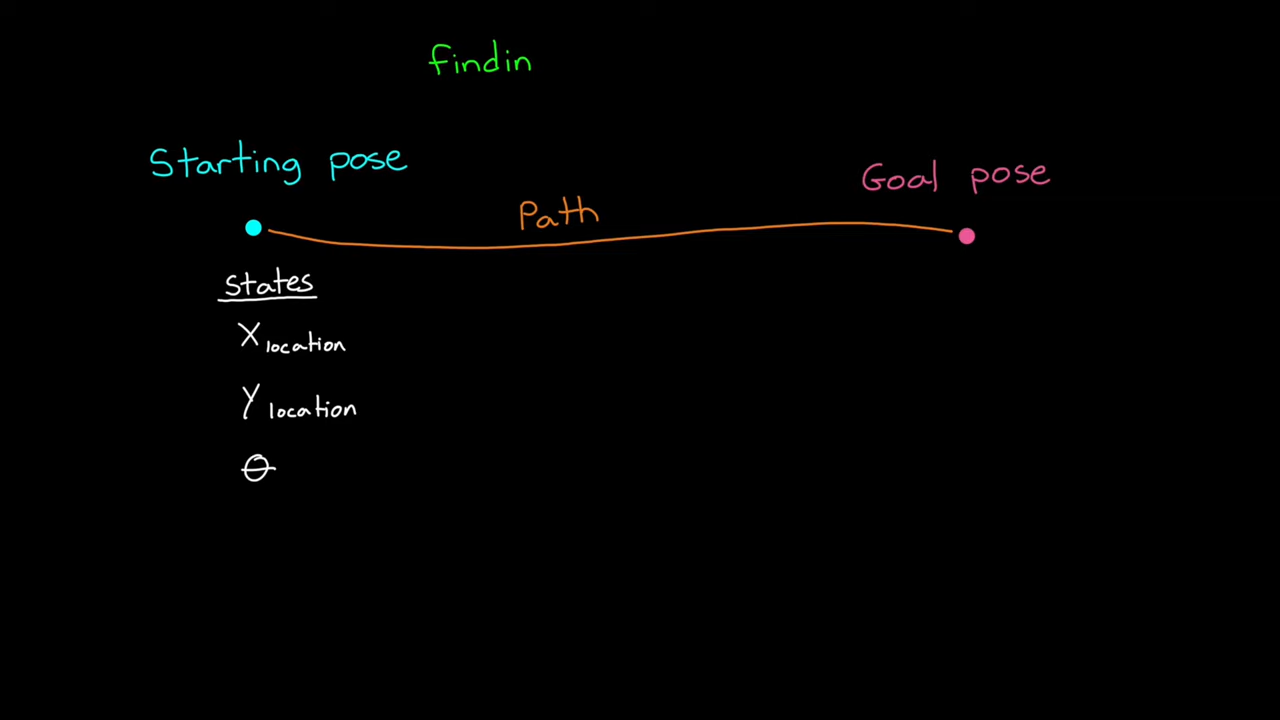 findin
Starting pose
Goal pose
Path
States
X location
Y location
Θ